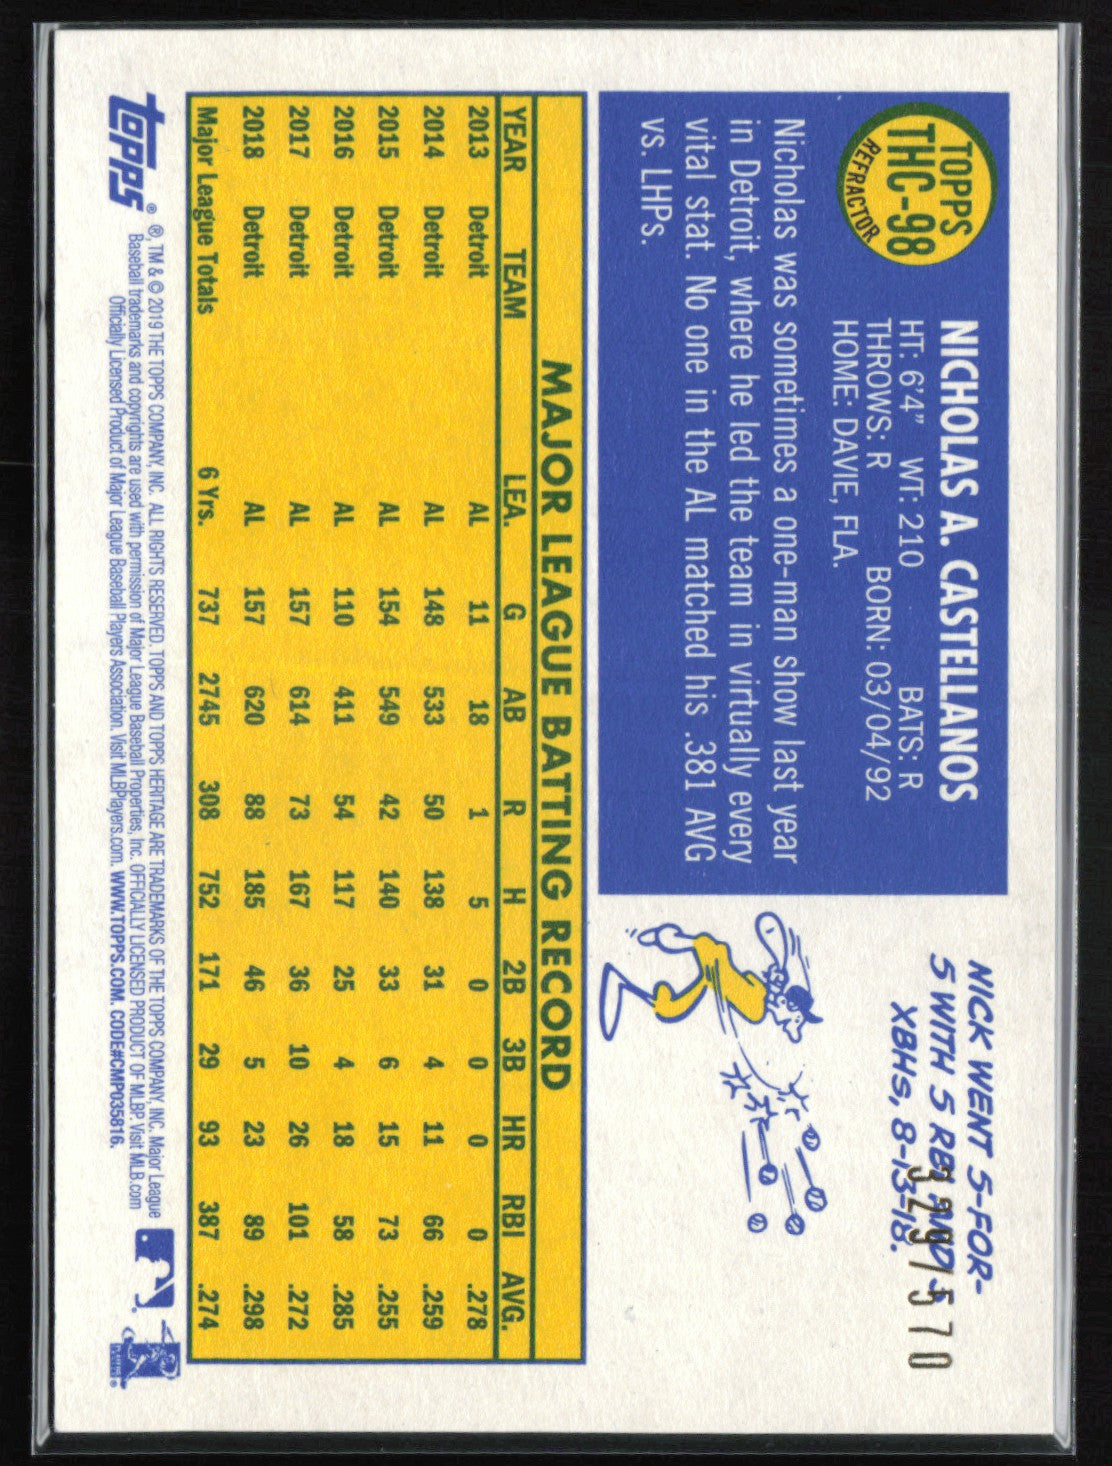 TOPPS
THC-98
REFRACTOR
NICHOLAS A. CASTELLANOS
HT: 6'4" WT: 210 BATS: R
THROWS: R BORN: 03/04/92
HOME: DAVIE, FLA.
Nicholas was sometimes a one-man show last year
in Detroit, where he led the team in virtually every
vital stat. No one in the AL matched his .381 AVG
vs. LHPs.
NICK WENT 5-FOR-
5 WITH 5 RBI AND 3
XBHS, 8-13-18.
329/570
MAJOR LEAGUE BATTING RECORD
YEAR TEAM LEA. G AB R H 2B 3B HR RBI AVG.
2013 Detroit AL 11 18 1 5 0 0 0 0 .278
2014 Detroit AL 148 533 50 138 31 4 11 66 .259
2015 Detroit AL 154 549 42 140 33 6 15 73 .255
2016 Detroit AL 110 411 54 117 25 4 18 58 .285
2017 Detroit AL 157 614 73 167 36 10 26 101 .272
2018 Detroit AL 157 620 88 185 46 5 23 89 .298
Major League Totals 6 Yrs. 737 2745 308 752 171 29 93 387 .274
topps®
®, TM & © 2019 THE TOPPS COMPANY, INC. ALL RIGHTS RESERVED. TOPPS AND TOPPS HERITAGE ARE TRADEMARKS OF THE TOPPS COMPANY, INC. Major League
Baseball trademarks and copyrights are used with permission of Major League Baseball Properties, Inc. OFFICIALLY LICENSED PRODUCT OF MLBP. Visit MLB.com
Officially Licensed Product of Major League Baseball Players Association. Visit MLBPlayers.com. WWW.TOPPS.COM. CODE#CMP035816.